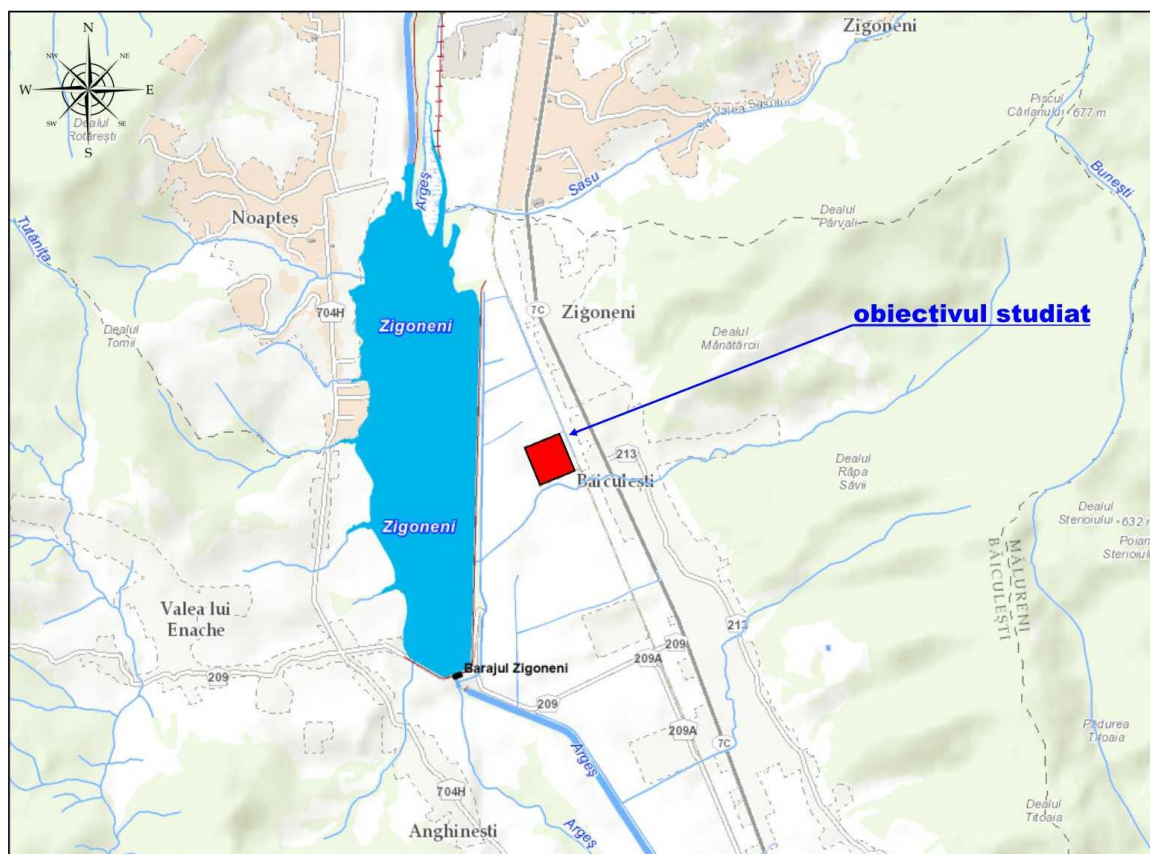 N
NW
NE
W
E
SW
SE
S
Dealul
Rotărești
Zigoneni
Valea Sasului
Piscul
Cârlanului 677 m
Bunești
Argeș
Sasu
Noapteș
Tutănița
Dealul
Pârvali
704H
7C
Zigoneni
obiectivul studiat
Zigoneni
Dealul
Tomii
Dealul
Mănătărcii
213
Băiculești
Dealul
Râpa
Săvii
Zigoneni
Dealul
Sterioiului
632 m
Poian
Sterioiul
MĂLURENI
BĂICULEȘTI
Valea lui
Enache
213
209
209A
Barajul Zigoneni
209
209
209A
7C
Pădurea
Titoaia
Argeș
704H
Anghinești
Argeș
Dealul
Titoaia